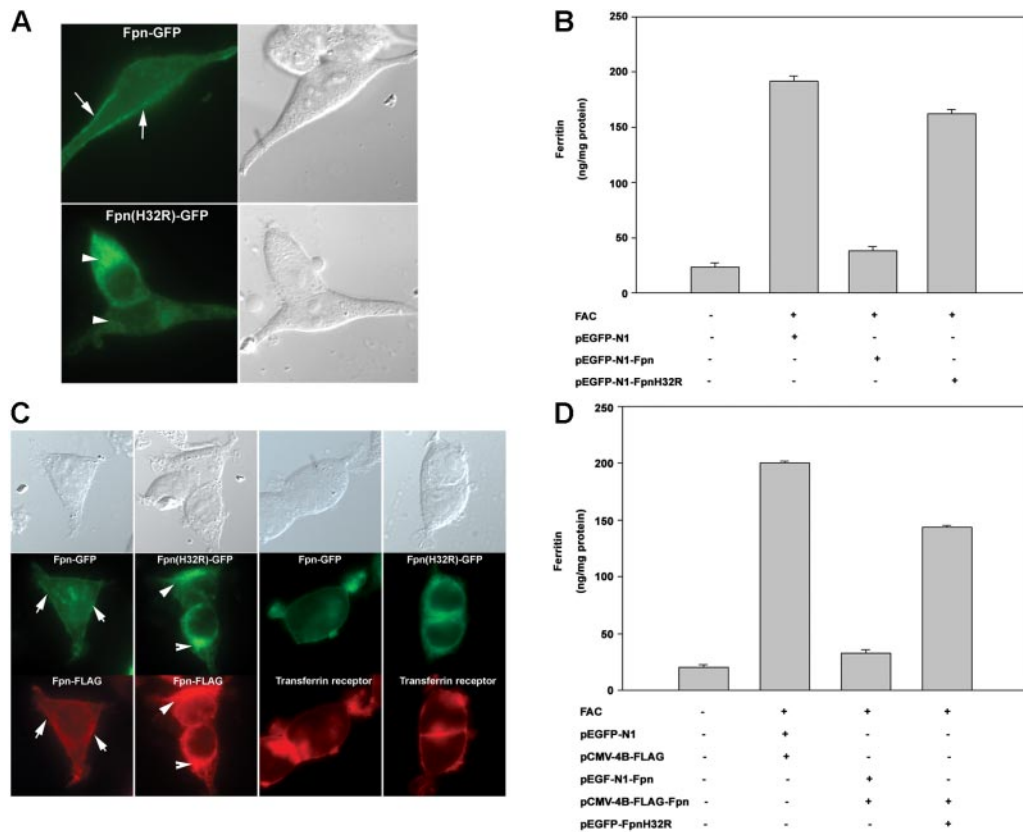 A
Fpn-GFP
Fpn(H32R)-GFP
B
250
200
150
100
50
0
Ferritin
(ng/mg protein)
FAC - + + +
pEGFP-N1 - + - -
pEGFP-N1-Fpn - - + -
pEGFP-N1-FpnH32R - - - +
C
Fpn-GFP Fpn(H32R)-GFP Fpn-GFP Fpn(H32R)-GFP
Fpn-FLAG Fpn-FLAG Transferrin receptor Transferrin receptor
D
250
200
150
100
50
0
Ferritin
(ng/mg protein)
FAC - + + +
pEGFP-N1 - + - -
pCMV-4B-FLAG - + - -
pEGF-N1-Fpn - - + -
pCMV-4B-FLAG-Fpn - - + +
pEGFP-FpnH32R - - - +